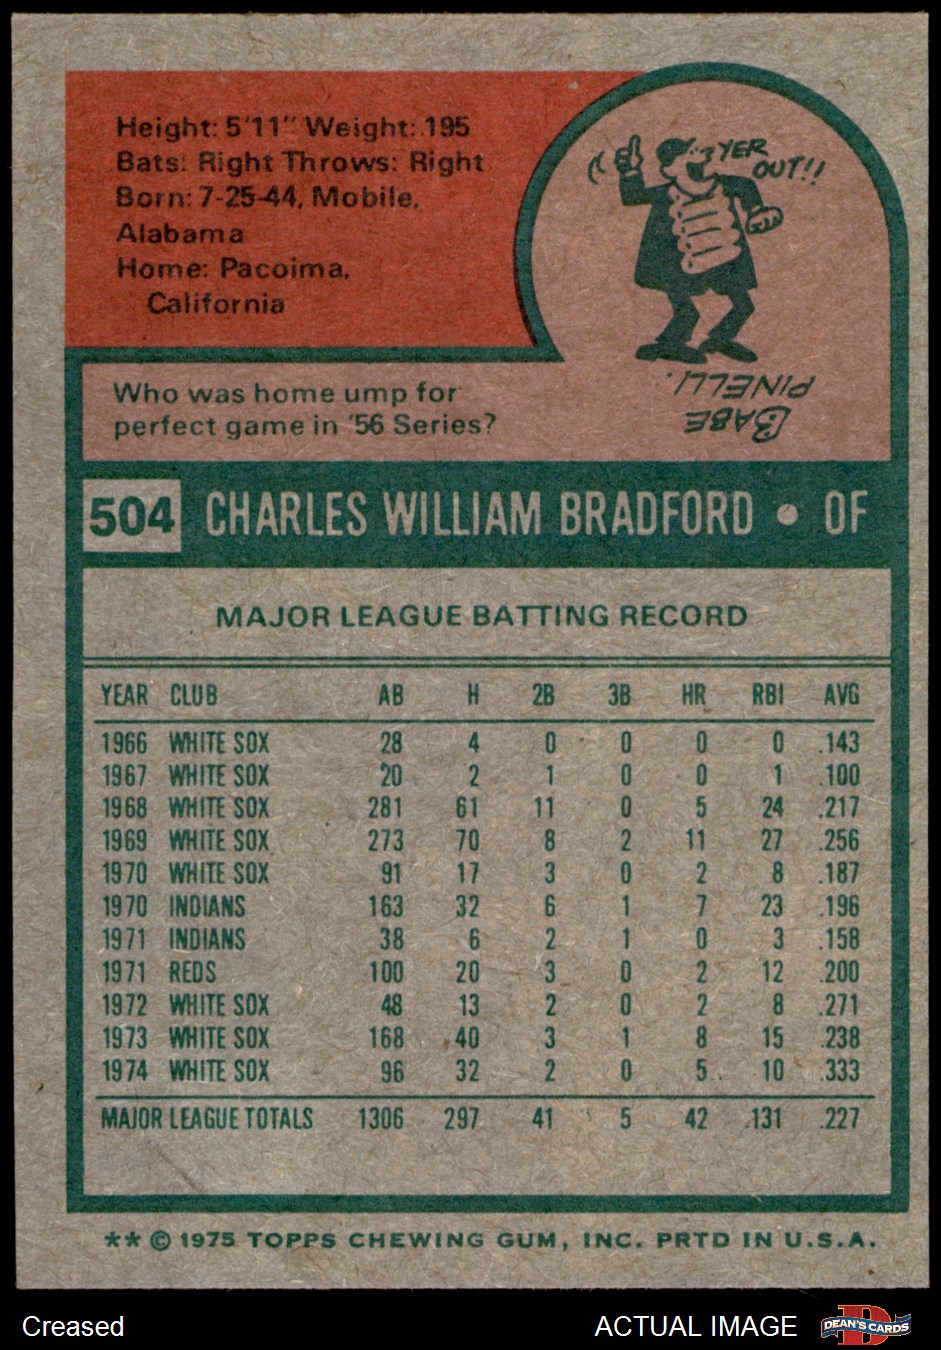 Height: 5'11" Weight: 195
Bats: Right Throws: Right
Born: 7-25-44, Mobile,
Alabama
Home: Pacoima,
California
YER
OUT!!
Who was home ump for
perfect game in '56 Series?
BABE
PINELLI.
504 CHARLES WILLIAM BRADFORD • OF
MAJOR LEAGUE BATTING RECORD
YEAR CLUB AB H 2B 3B HR RBI AVG
1966 WHITE SOX 28 4 0 0 0 0 .143
1967 WHITE SOX 20 2 1 0 0 1 .100
1968 WHITE SOX 281 61 11 0 5 24 .217
1969 WHITE SOX 273 70 8 2 11 27 .256
1970 WHITE SOX 91 17 3 0 2 8 .187
1970 INDIANS 163 32 6 1 7 23 .196
1971 INDIANS 38 6 2 1 0 3 .158
1971 REDS 100 20 3 0 2 12 .200
1972 WHITE SOX 48 13 2 0 2 8 .271
1973 WHITE SOX 168 40 3 1 8 15 .238
1974 WHITE SOX 96 32 2 0 5 10 .333
MAJOR LEAGUE TOTALS 1306 297 41 5 42 131 .227
** © 1975 TOPPS CHEWING GUM, INC. PRTD IN U.S.A.
Creased
ACTUAL IMAGE
D
DEAN'S CARDS